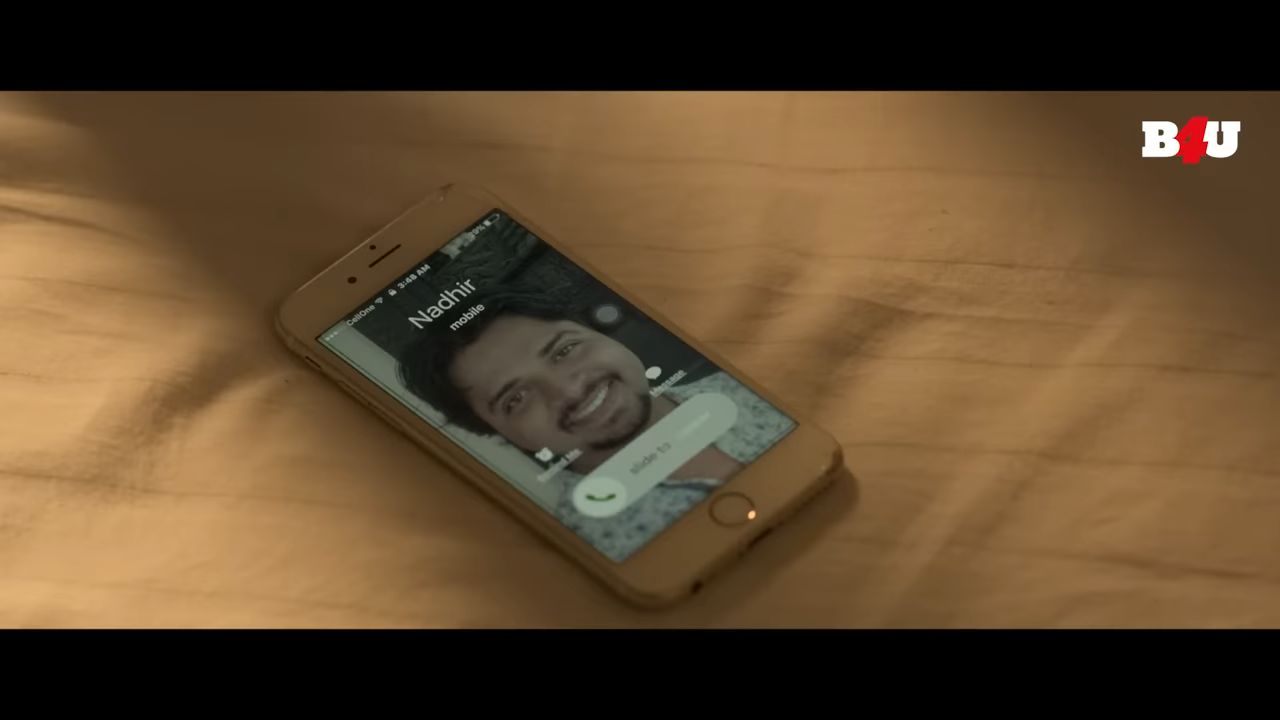 B4U
CellOne 3:48 AM
Nadhir
mobile
Message
slide to